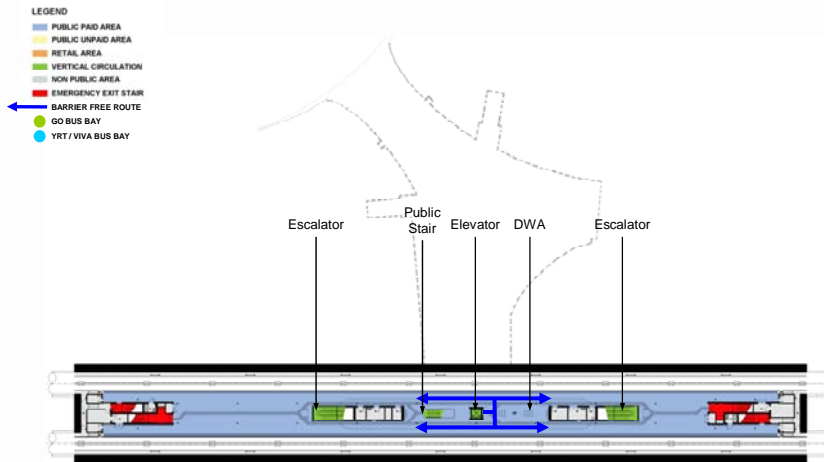 LEGEND
PUBLIC PAID AREA
PUBLIC UNPAID AREA
RETAIL AREA
VERTICAL CIRCULATION
NON PUBLIC AREA
EMERGENCY EXIT STAIR
BARRIER FREE ROUTE
GO BUS BAY
YRT / VIVA BUS BAY
Escalator
Public
Stair
Elevator
DWA
Escalator